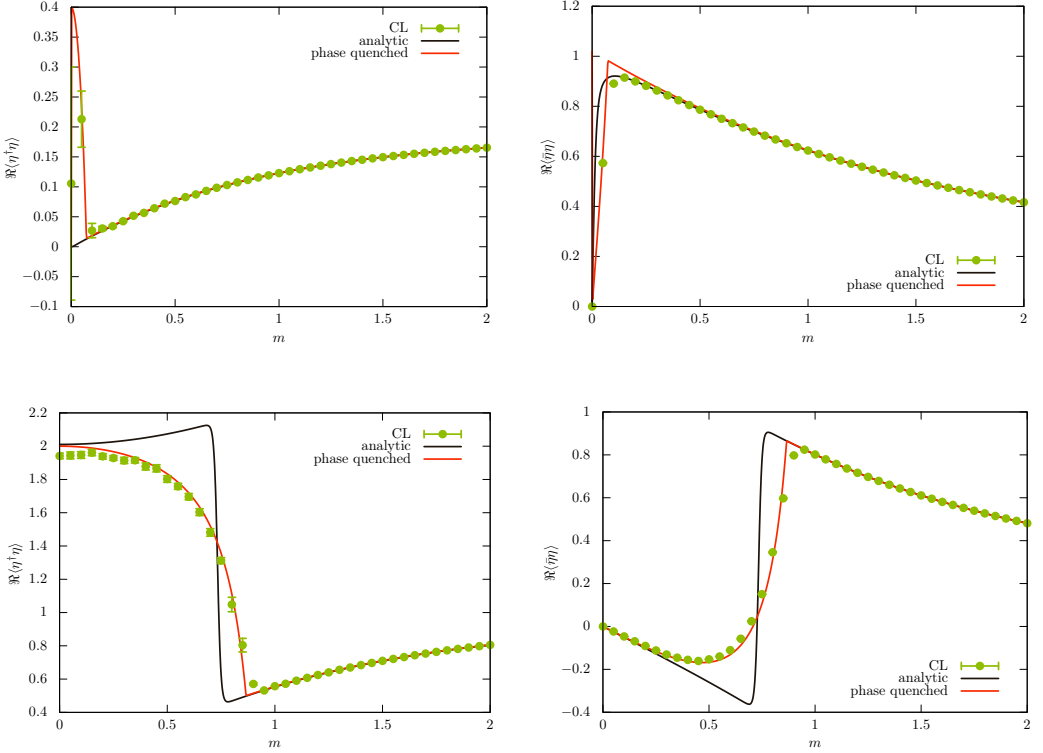 0.4
0.35
0.3
0.25
0.2
0.15
0.1
0.05
0
−0.05
−0.1
ℜ⟨η†η⟩
0 0.5 1 1.5 2
m
CL
analytic
phase quenched
1.2
1
0.8
0.6
0.4
0.2
0
ℜ⟨η̄η⟩
0 0.5 1 1.5 2
m
CL
analytic
phase quenched
2.2
2
1.8
1.6
1.4
1.2
1
0.8
0.6
0.4
ℜ⟨η†η⟩
0 0.5 1 1.5 2
m
CL
analytic
phase quenched
1
0.8
0.6
0.4
0.2
0
−0.2
−0.4
ℜ⟨η̄η⟩
0 0.5 1 1.5 2
m
CL
analytic
phase quenched